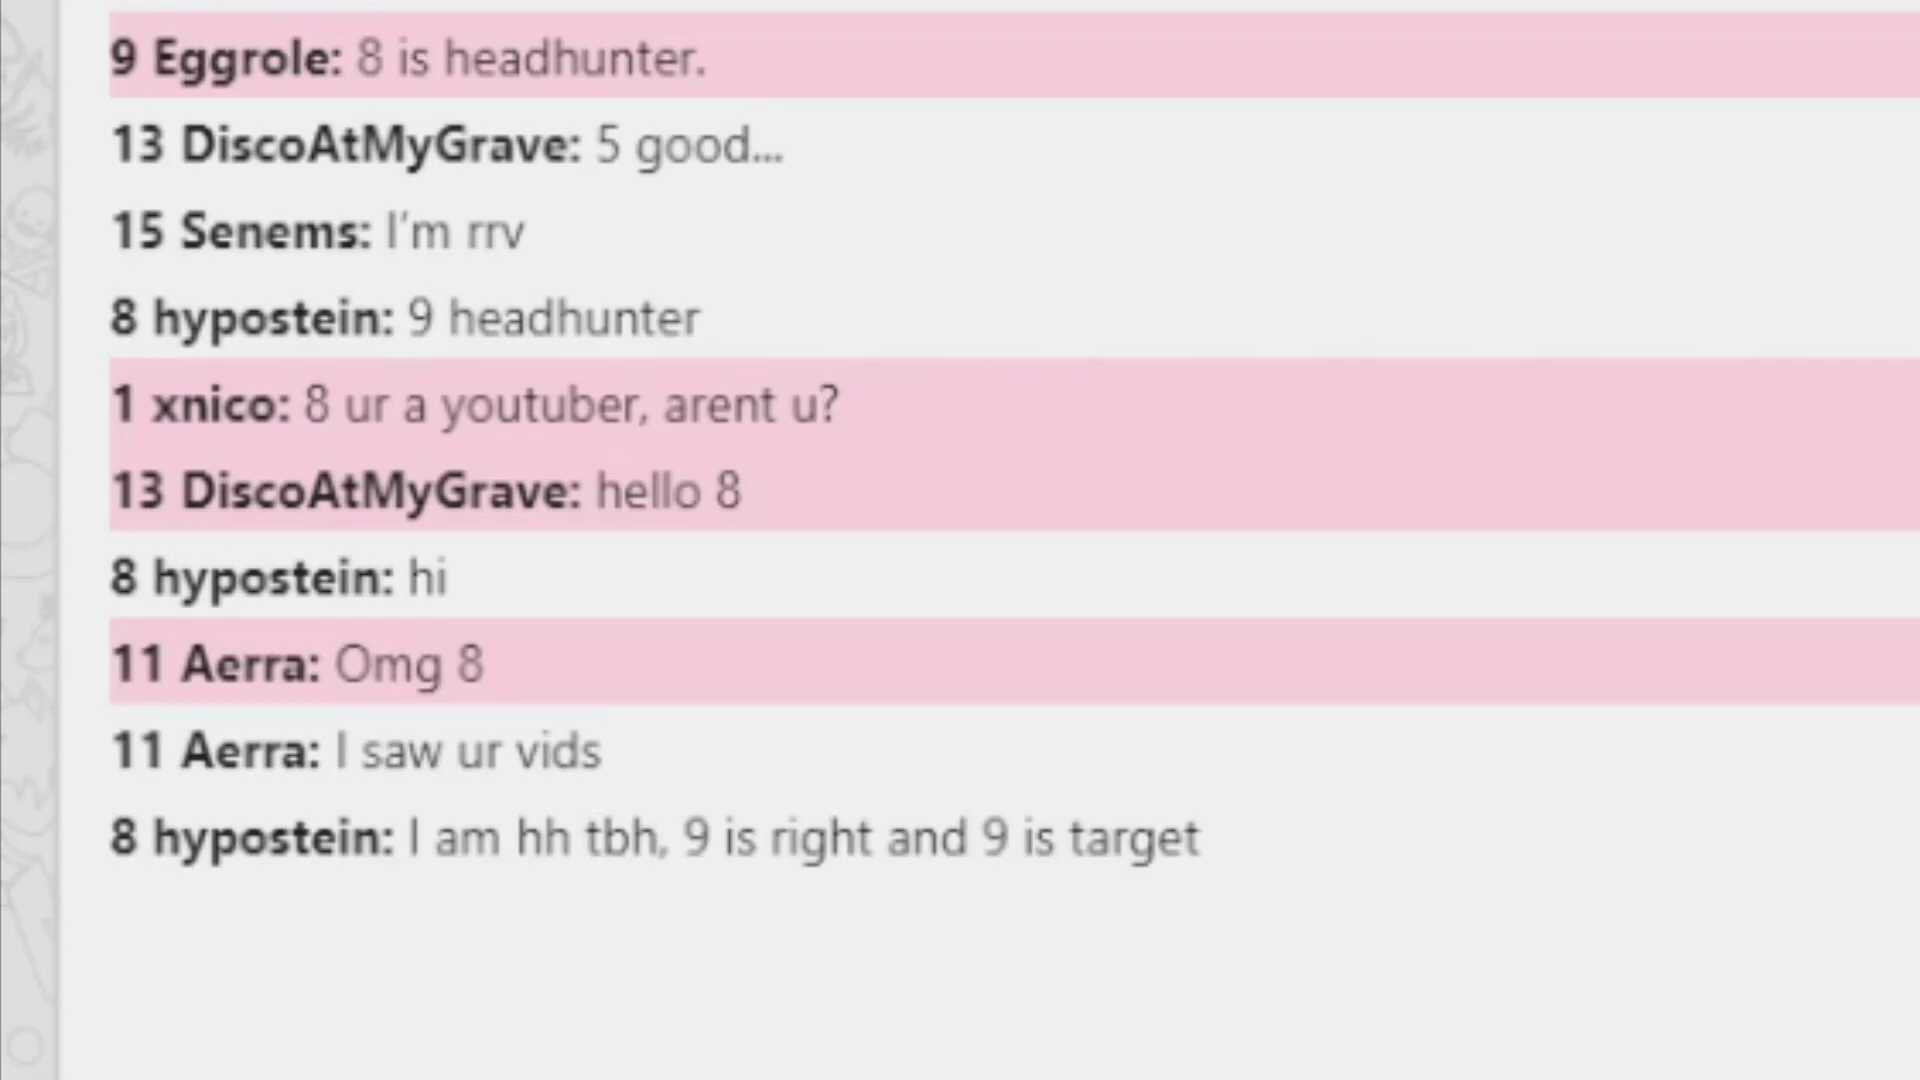 9 Eggrole: 8 is headhunter.
13 DiscoAtMyGrave: 5 good...
15 Senems: I'm rrv
8 hypostein: 9 headhunter
1 xnico: 8 ur a youtuber, arent u?
13 DiscoAtMyGrave: hello 8
8 hypostein: hi
11 Aerra: Omg 8
11 Aerra: I saw ur vids
8 hypostein: I am hh tbh, 9 is right and 9 is target